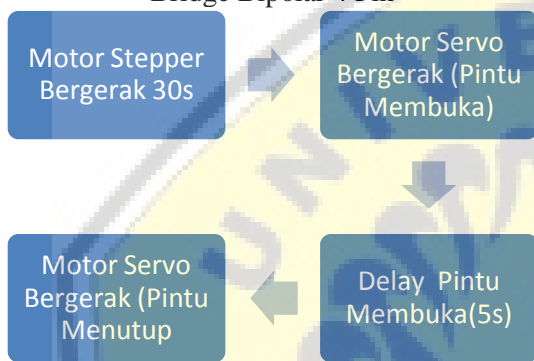 Motor Stepper
Bergerak 30s
Motor Servo
Bergerak (Pintu
Membuka)
Delay Pintu
Membuka(5s)
Motor Servo
Bergerak (Pintu
Menutup
U N I V E